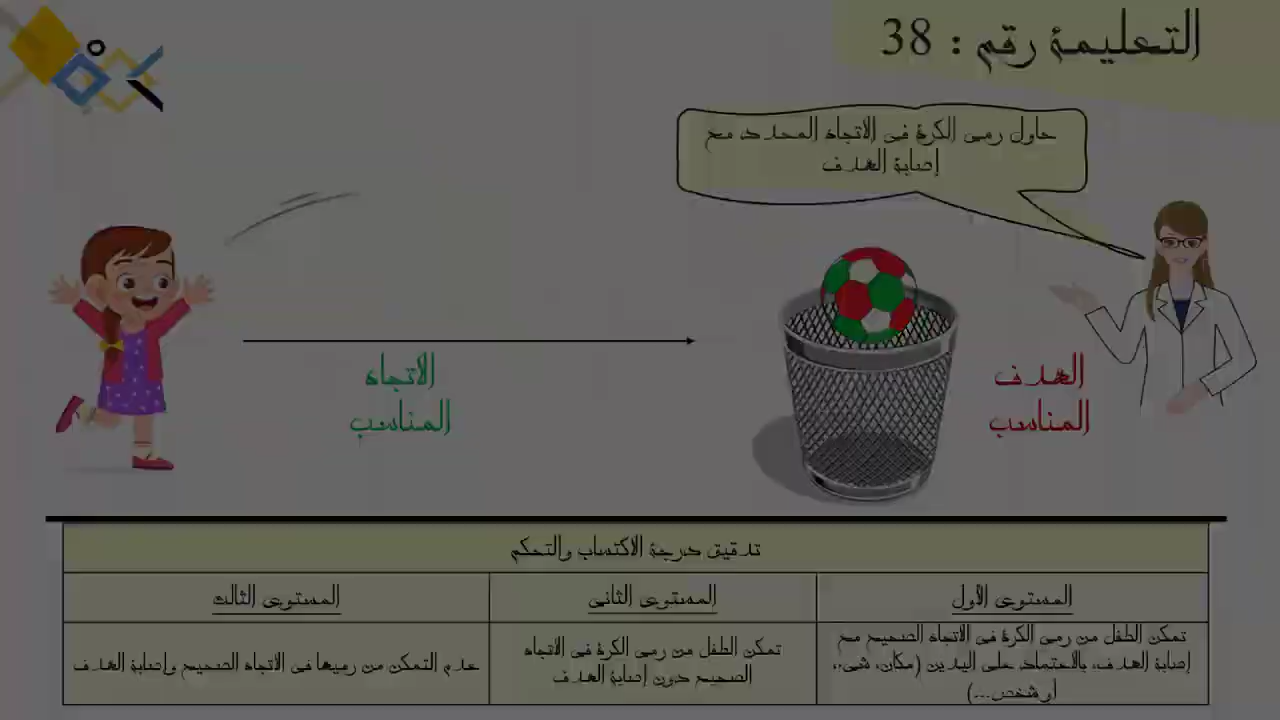 التعليمة رقم : 38
حاول رمي الكرة في الاتجاه المحدد، مع
إصابة الهدف
الاتجاه
المناسب
الهدف
المناسب
تدقيق درجة الاكتساب والتحكم
المستوى الأول
المستوى الثاني
المستوى الثالث
تمكن الطفل من رمي الكرة في الاتجاه الصحيح مع
إصابة الهدف، بالاعتماد على اليدين (مكان، شيء،
أو شخص...)
تمكن الطفل من رمي الكرة في الاتجاه
الصحيح دون إصابة الهدف
عدم التمكن من رميها في الاتجاه الصحيح وإصابة الهدف